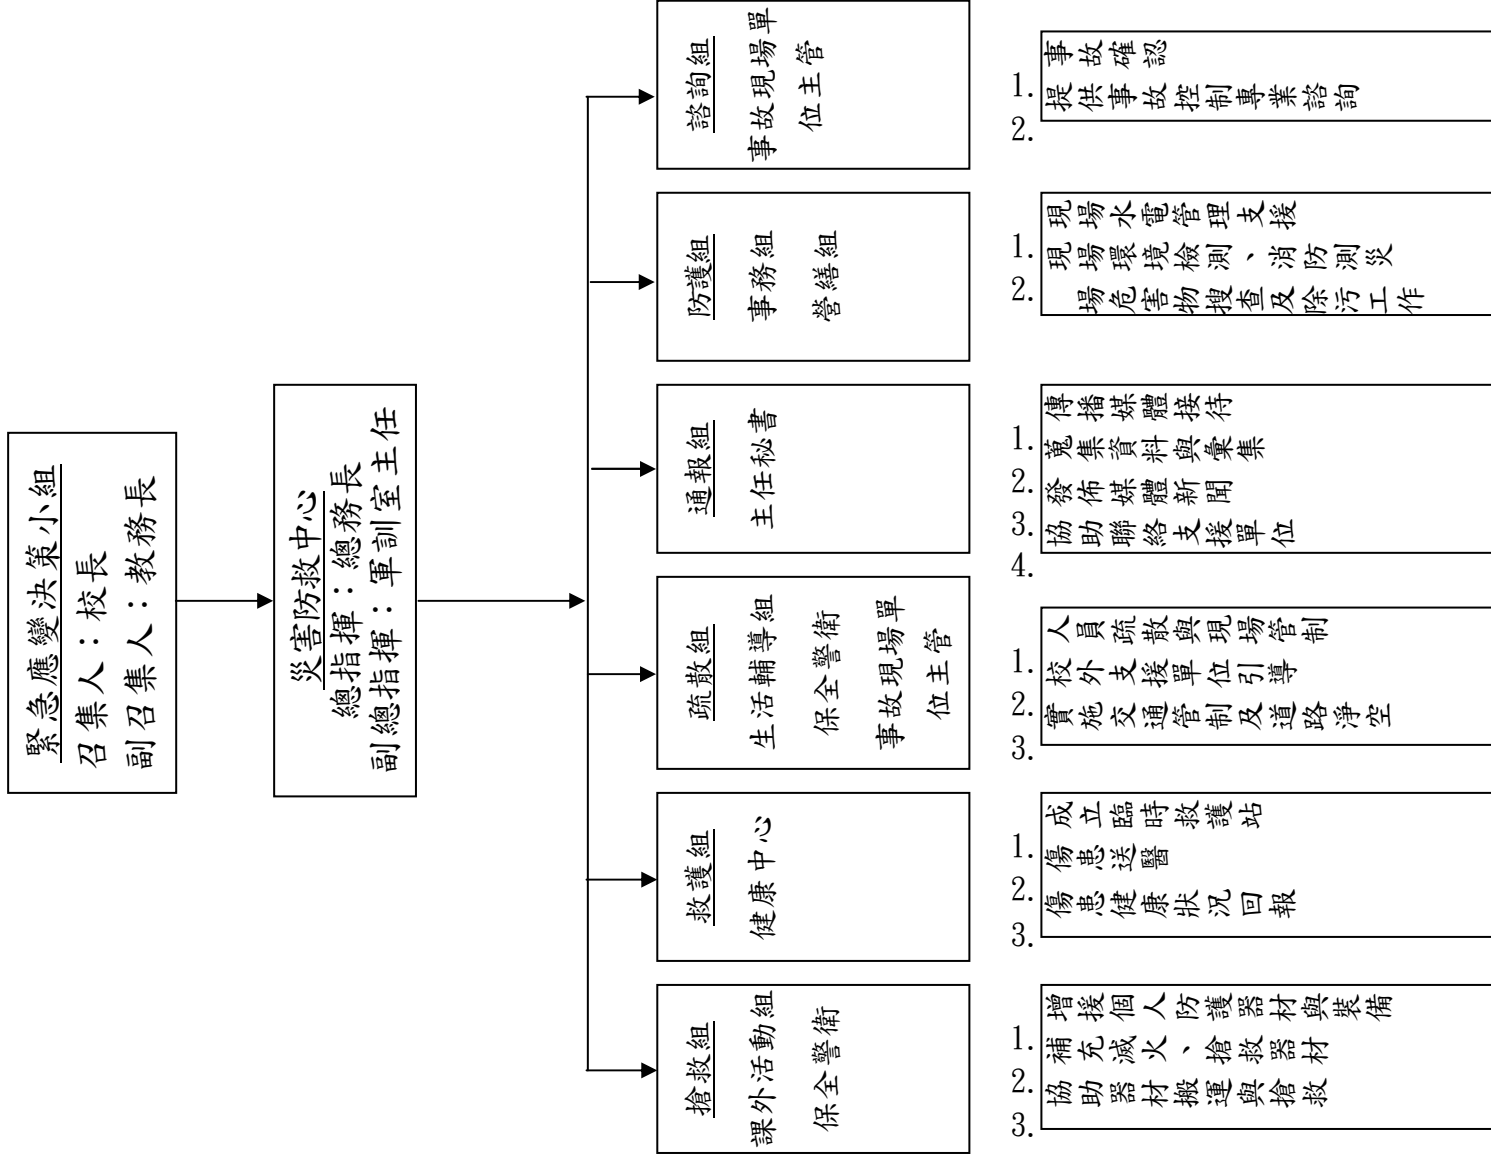 緊急應變決策小組
召集人：校長
副召集人：教務長
災害防救中心
總指揮：總務長
副總指揮：軍訓室主任
搶救組
課外活動組
保全警衛
救護組
健康中心
疏散組
生活輔導組
保全警衛
事故現場單
位主管
通報組
主任秘書
防護組
事務組
營繕組
諮詢組
事故現場單
位主管
1. 增援個人防護器材與裝備
2. 補充滅火、搶救器材
3. 協助器材搬運與搶救
1. 成立臨時救護站
2. 傷患送醫
3. 傷患健康狀況回報
1. 人員疏散與現場管制
2. 校外支援單位引導
3. 實施交通管制及道路淨空
1. 傳播媒體接待
2. 蒐集資料與彙集
3. 發佈媒體新聞
4. 協助聯絡支援單位
1. 現場水電管理支援
2. 現場環境檢測、消防測災
場危害物搜查及除污工作
1. 事故確認
2. 提供事故控制專業諮詢